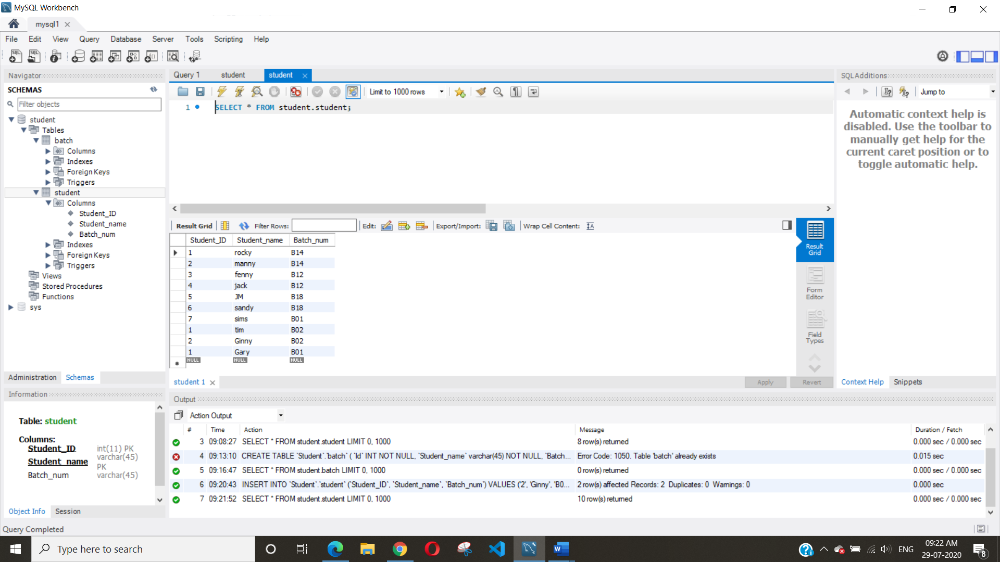 MySQL Workbench
mysql1
File Edit View Query Database Server Tools Scripting Help
Navigator
SCHEMAS
Filter objects
student
Tables
batch
Columns
Indexes
Foreign Keys
Triggers
student
Columns
Student_ID
Student_name
Batch_num
Indexes
Foreign Keys
Triggers
Views
Stored Procedures
Functions
sys
Administration Schemas
Information
Table: student
Columns:
Student_ID int(11) PK
Student_name varchar(45) PK
Batch_num varchar(45)
Object Info Session
Query Completed
Query 1 student student
Limit to 1000 rows
1 SELECT * FROM student.student;
Result Grid Filter Rows: Edit: Export/Import: Wrap Cell Content:
Student_ID Student_name Batch_num
1 rocky B14
2 manny B14
3 fenny B12
4 jack B12
5 JM B18
6 sandy B18
7 sims B01
1 tim B02
2 Ginny B02
1 Gary B01
NULL NULL NULL
Result Grid
Form Editor
Field Types
student 1 Apply Revert
SQLAdditions
Jump to
Automatic context help is
disabled. Use the toolbar to
manually get help for the
current caret position or to
toggle automatic help.
Context Help Snippets
Output
Action Output
# Time Action Message Duration / Fetch
3 09:08:27 SELECT * FROM student.student LIMIT 0, 1000 8 row(s) returned 0.000 sec / 0.000 sec
4 09:13:10 CREATE TABLE `Student`.`batch` ( `Id` INT NOT NULL, `Student_name` varchar(45) NOT NULL, `Batch... Error Code: 1050. Table 'batch' already exists 0.015 sec
5 09:16:47 SELECT * FROM student.batch LIMIT 0, 1000 0 row(s) returned 0.000 sec / 0.000 sec
6 09:20:43 INSERT INTO `Student`.`student` (`Student_ID`, `Student_name`, `Batch_num`) VALUES ('2', 'Ginny', 'B0... 2 row(s) affected Records: 2 Duplicates: 0 Warnings: 0 0.000 sec
7 09:21:52 SELECT * FROM student.student LIMIT 0, 1000 10 row(s) returned 0.000 sec / 0.000 sec
Type here to search
ENG
09:22 AM
29-07-2020
8